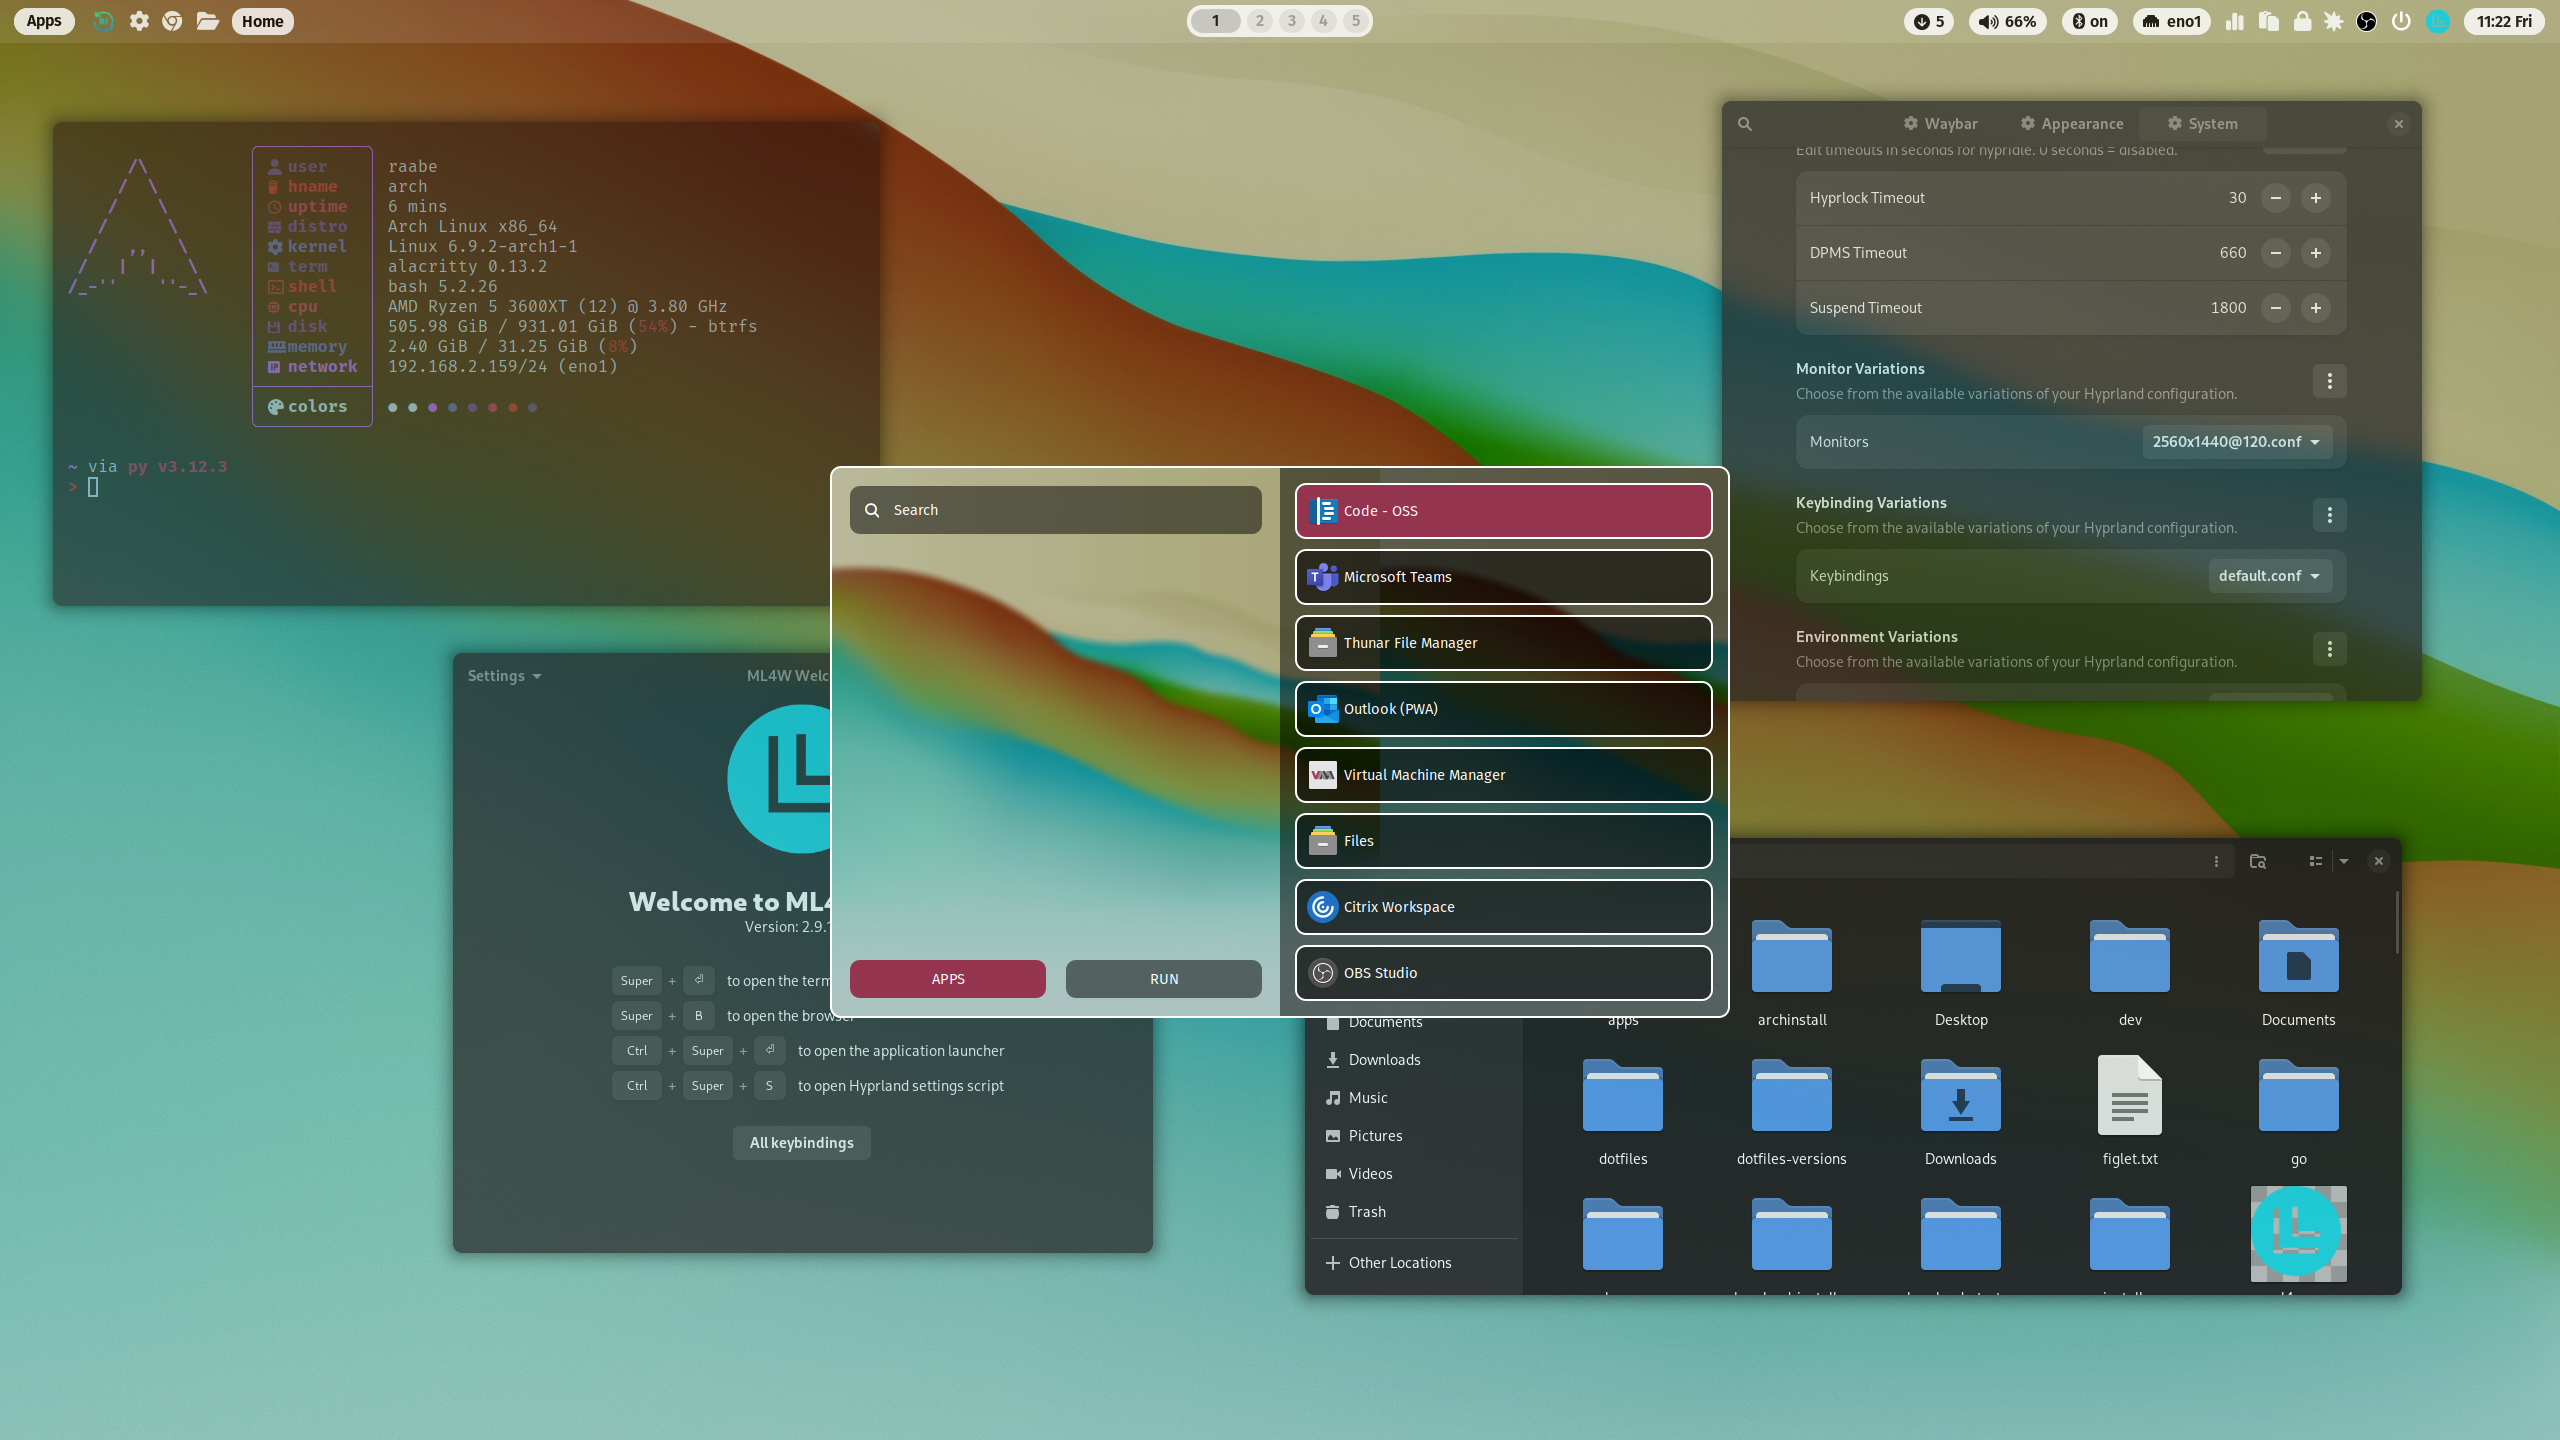 Apps
Home
1 2 3 4 5
5
66%
on
eno1
11:22 Fri
user raabe
hname arch
uptime 6 mins
distro Arch Linux x86_64
kernel Linux 6.9.2-arch1-1
term alacritty 0.13.2
shell bash 5.2.26
cpu AMD Ryzen 5 3600XT (12) @ 3.80 GHz
disk 505.98 GiB / 931.01 GiB (54%) - btrfs
memory 2.40 GiB / 31.25 GiB (8%)
network 192.168.2.159/24 (eno1)
colors
~ via py v3.12.3
>
Waybar
Appearance
System
Edit timeouts in seconds for hypridle. 0 seconds = disabled.
Hyprlock Timeout 30 − +
DPMS Timeout 660 − +
Suspend Timeout 1800 − +
Monitor Variations
Choose from the available variations of your Hyprland configuration.
Monitors 2560x1440@120.conf
Keybinding Variations
Choose from the available variations of your Hyprland configuration.
Keybindings default.conf
Environment Variations
Choose from the available variations of your Hyprland configuration.
Search
APPS
RUN
Code - OSS
Microsoft Teams
Thunar File Manager
Outlook (PWA)
Virtual Machine Manager
Files
Citrix Workspace
OBS Studio
Settings
ML4W
Welcome to
Version: 2.9.
Super + ⏎ to open the
Super + B to open the browser
Ctrl + Super + ⏎ to open the application launcher
Ctrl + Super + S to open Hyprland settings script
All keybindings
Documents
Downloads
Music
Pictures
Videos
Trash
Other Locations
apps
archinstall
Desktop
dev
Documents
dotfiles
dotfiles-versions
Downloads
figlet.txt
go